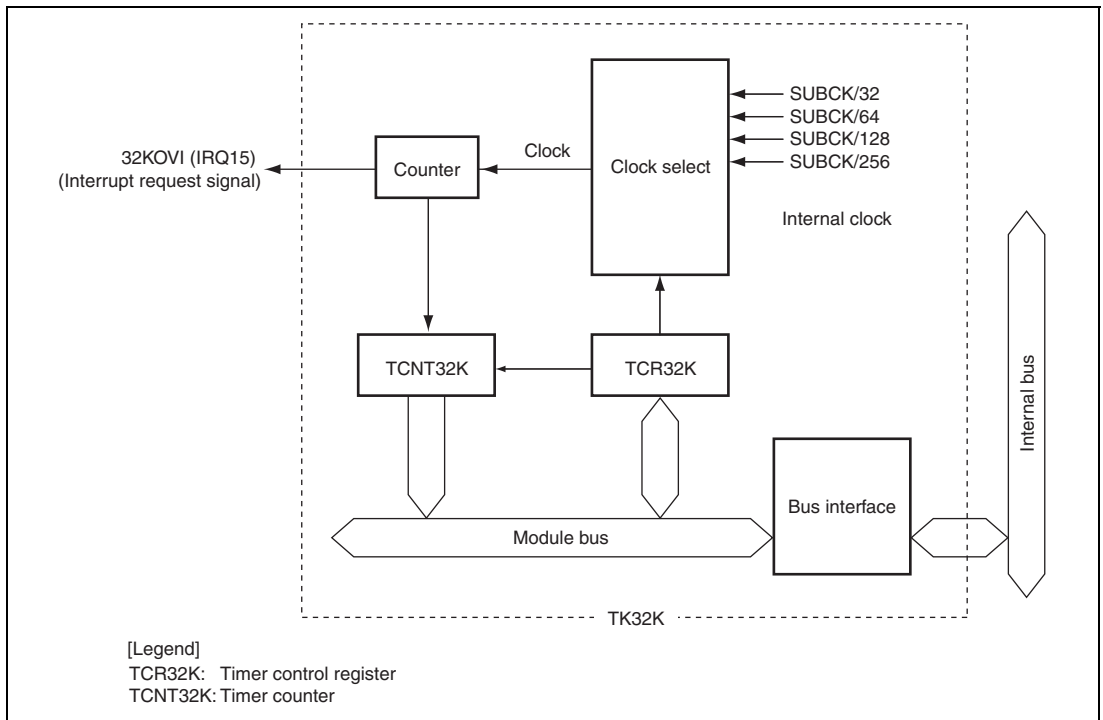 SUBCK/32
SUBCK/64
SUBCK/128
SUBCK/256
32KOVI (IRQ15)
(Interrupt request signal)
Counter
Clock
Clock select
Internal clock
TCNT32K
TCR32K
Internal bus
Bus interface
Module bus
TK32K
[Legend]
TCR32K: Timer control register
TCNT32K: Timer counter